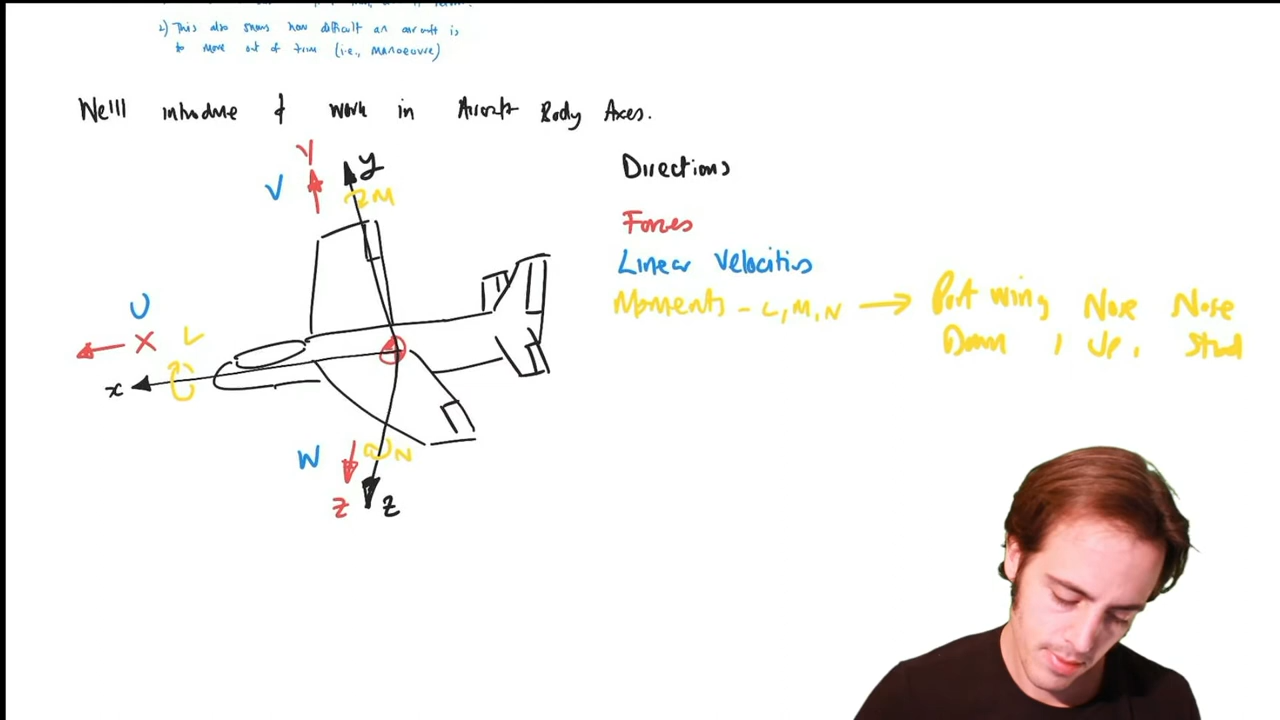 2) This also shows how difficult an aircraft is
to move out of trim (i.e., Manoeuvre)
We'll introduce & work in Aircraft Body Axes.
Directions
Forces
Linear Velocities
Moments - L, M, N → Port wing Nose Nose
Down , Up, Stbd
Y
y
V
M
U
X
L
x
W
N
Z
z